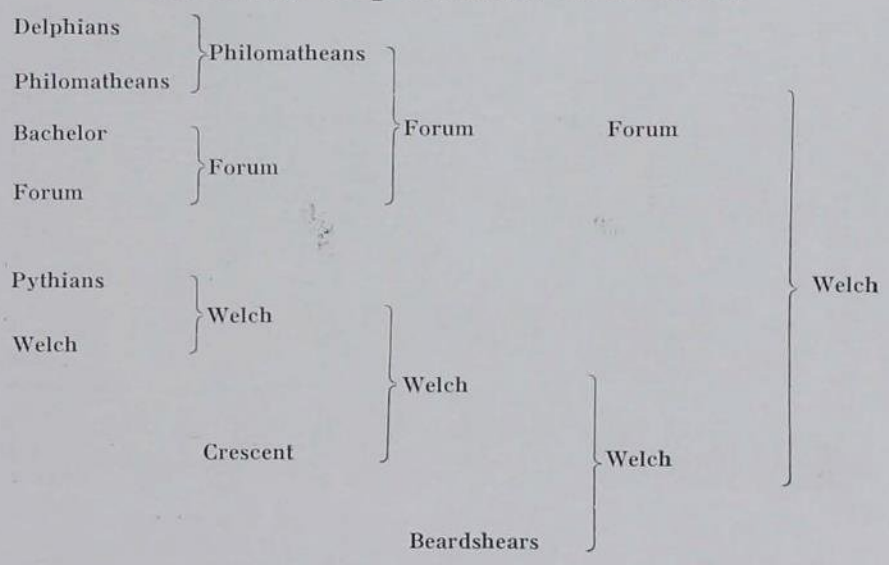 Delphians
Philomatheans
Philomatheans
Bachelor
Forum
Forum
Forum
Forum
Pythians
Welch
Welch
Welch
Welch
Crescent
Welch
Beardshears